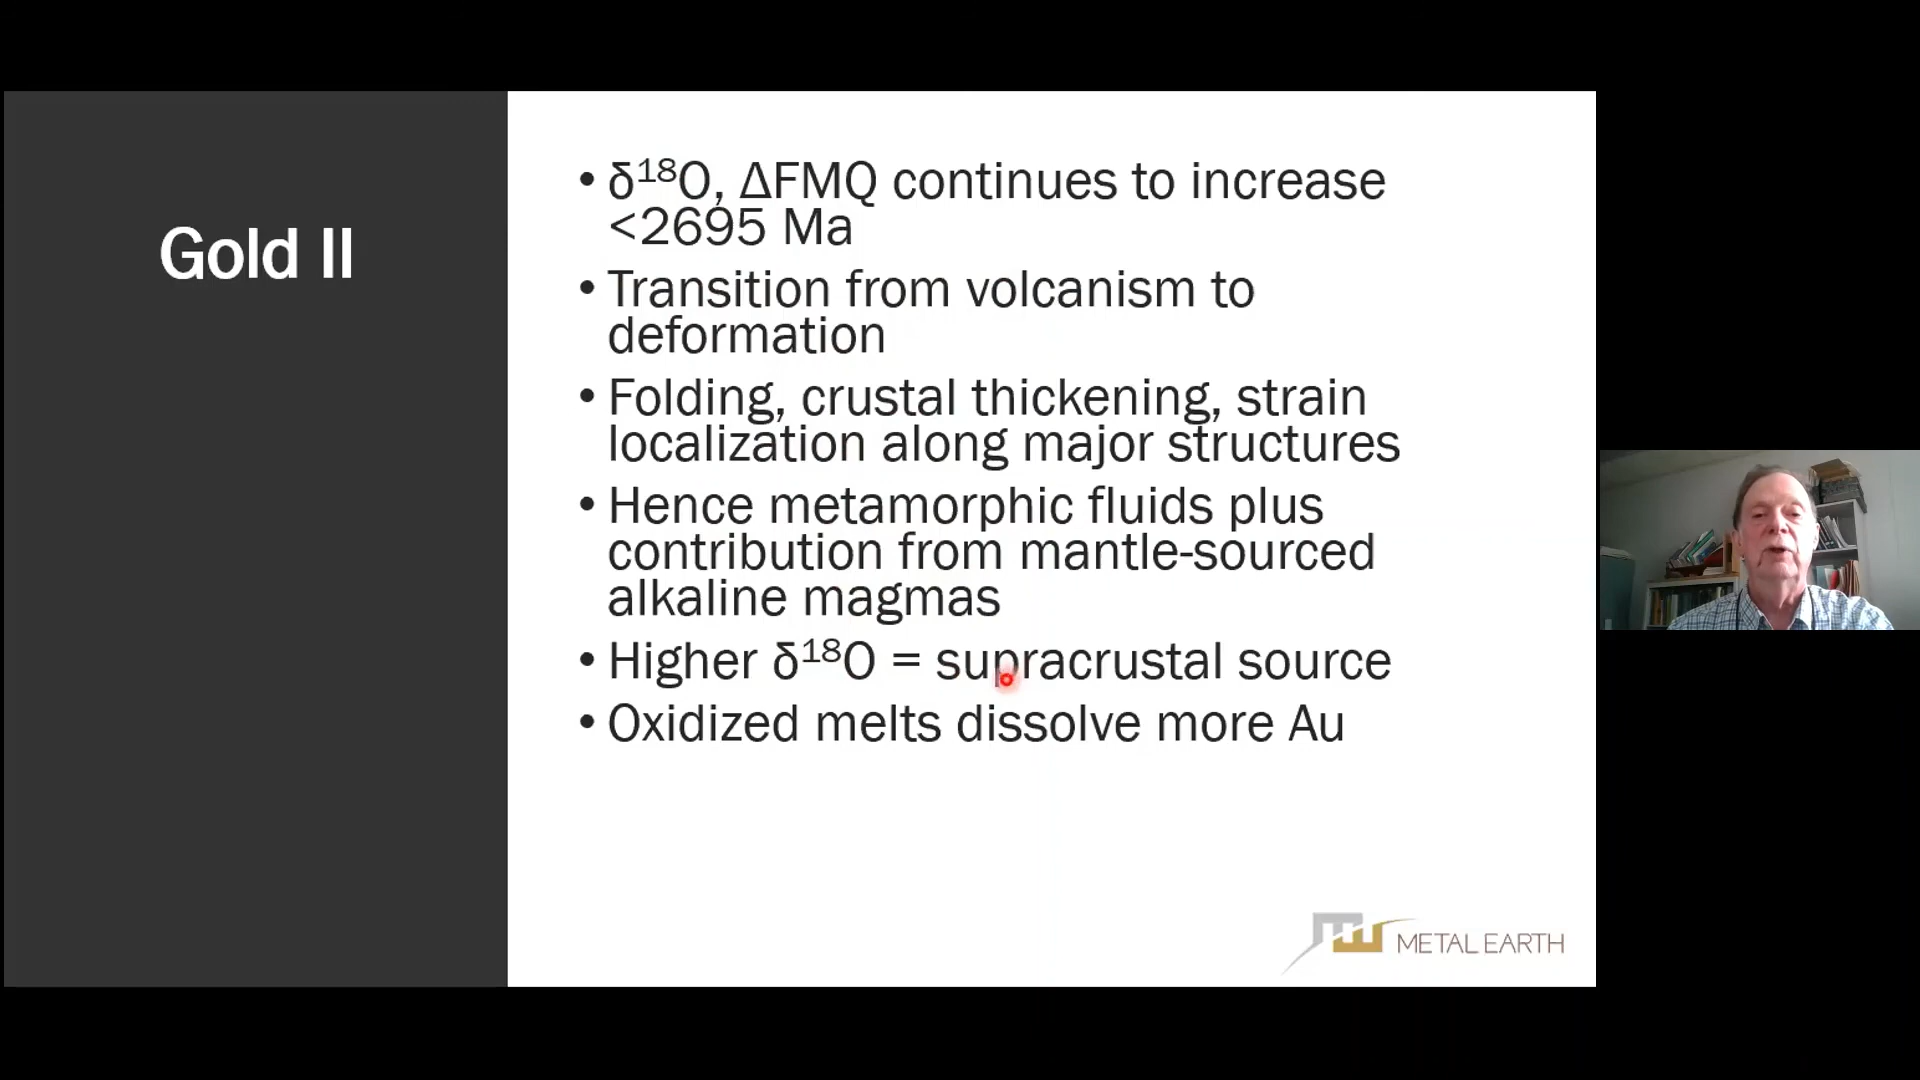 Gold II
• δ¹⁸O, ΔFMQ continues to increase
<2695 Ma
• Transition from volcanism to
deformation
• Folding, crustal thickening, strain
localization along major structures
• Hence metamorphic fluids plus
contribution from mantle-sourced
alkaline magmas
• Higher δ¹⁸O = supracrustal source
• Oxidized melts dissolve more Au
METAL EARTH